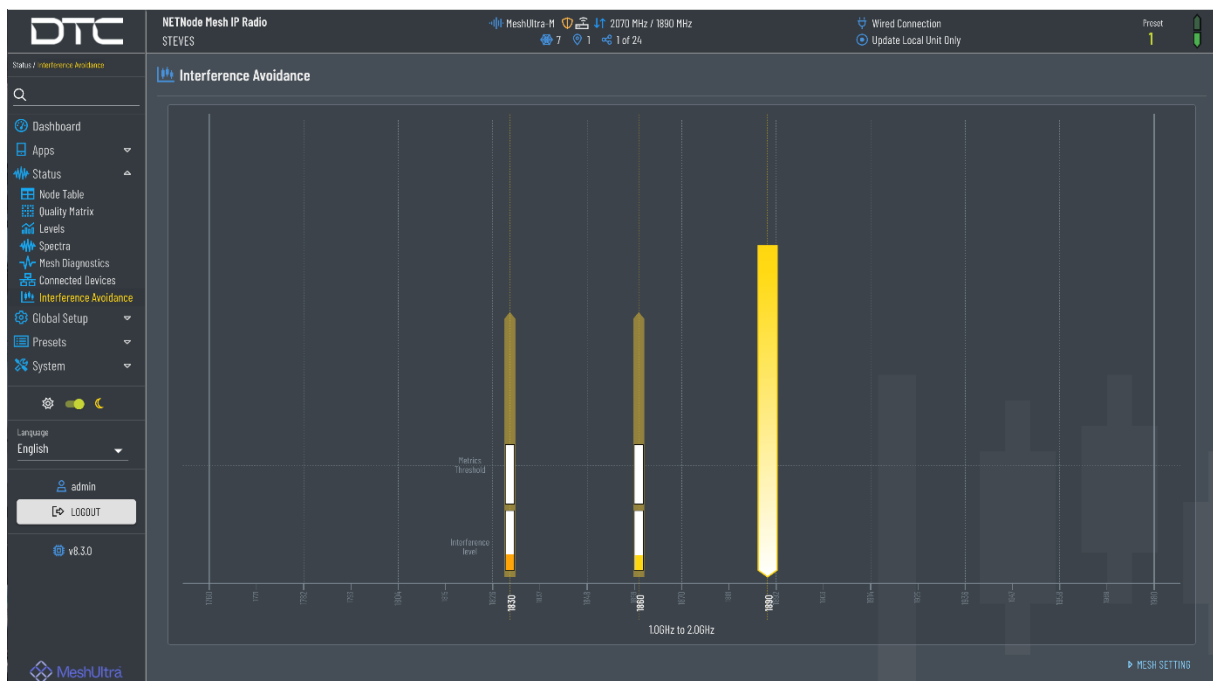 DTC
NETNode Mesh IP Radio
STEVES
MeshUltra-M 2070 MHz / 1890 MHz
7 1 1 of 24
Wired Connection
Update Local Unit Only
Preset
1
Status / Interference Avoidance
Interference Avoidance
Dashboard
Apps
Status
Node Table
Quality Matrix
Levels
Spectra
Mesh Diagnostics
Connected Devices
Interference Avoidance
Global Setup
Presets
System
Language
English
admin
LOGOUT
v8.3.0
MeshUltra
Metrics
Threshold
Interference
level
1830
1860
1890
1.0GHz to 2.0GHz
MESH SETTING